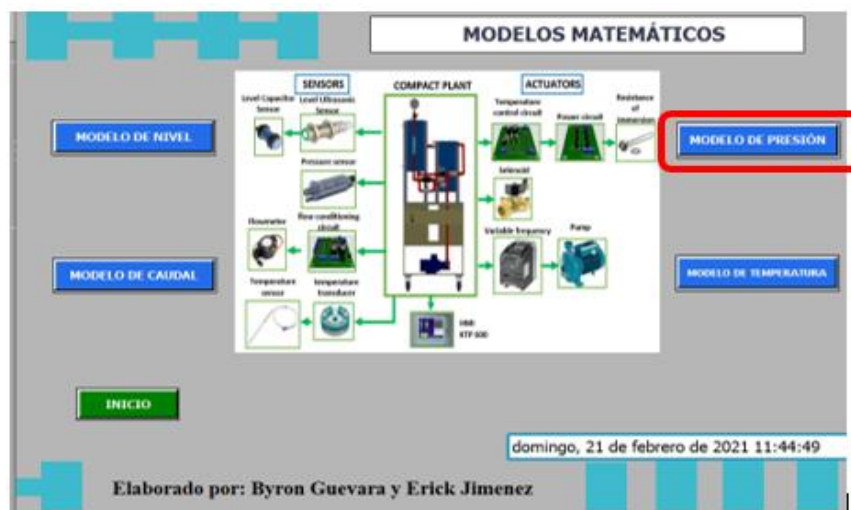 MODELOS MATEMÁTICOS
SENSORS
COMPACT PLANT
ACTUATORS
Level Capacitor Sensor
Level Ultrasonic Sensor
Temperature control circuit
Power circuit
Resistance of immersion
MODELO DE NIVEL
MODELO DE PRESIÓN
Pressure sensor
Solenoid
Flowmeter
Flow conditioning circuit
Variable frequency
Pump
MODELO DE CAUDAL
MODELO DE TEMPERATURA
Temperature sensor
temperature transducer
HMI
KTP 600
INICIO
domingo, 21 de febrero de 2021 11:44:49
Elaborado por: Byron Guevara y Erick Jimenez